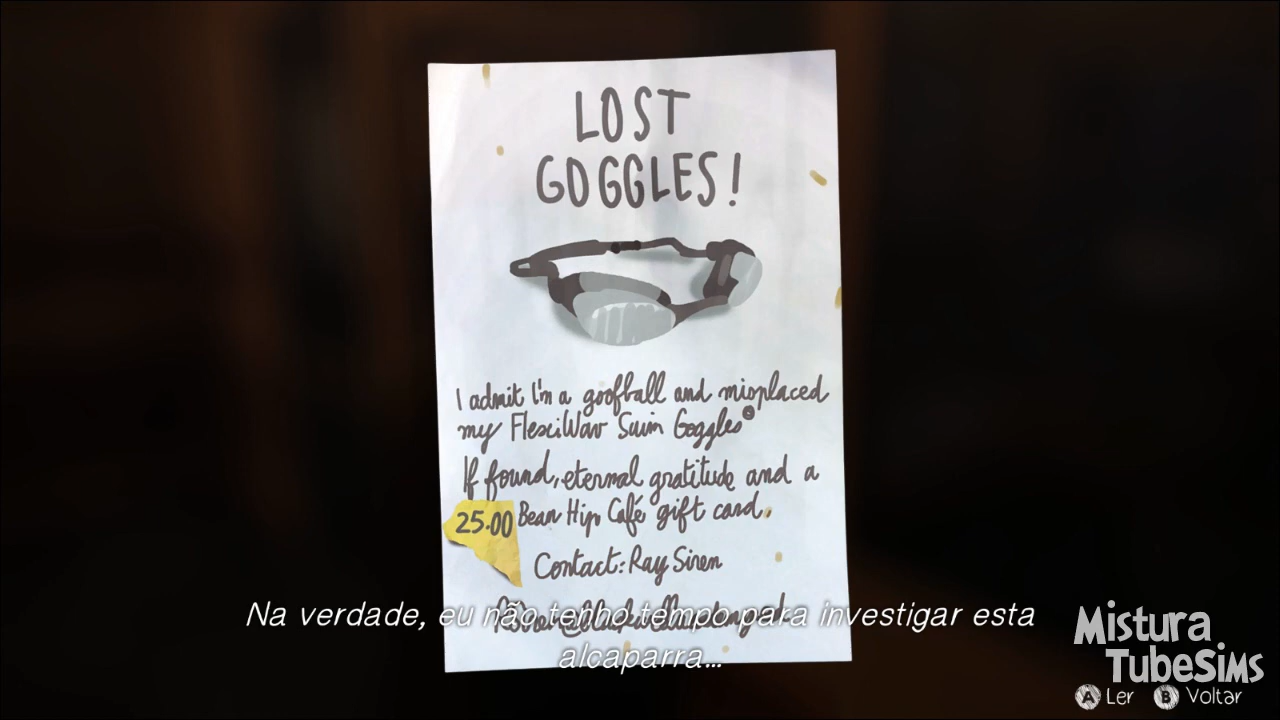 LOST
GOGGLES!
I admit I'm a goofball and misplaced
my FlexiWav Swim Goggles®
If found, eternal gratitude and a
25.00 Bean Hip Café gift card.
Contact: Ray Siren
Na verdade, eu não tenho tempo para investigar esta
alcaparra...
Mistura
TubeSims
A Ler B Voltar